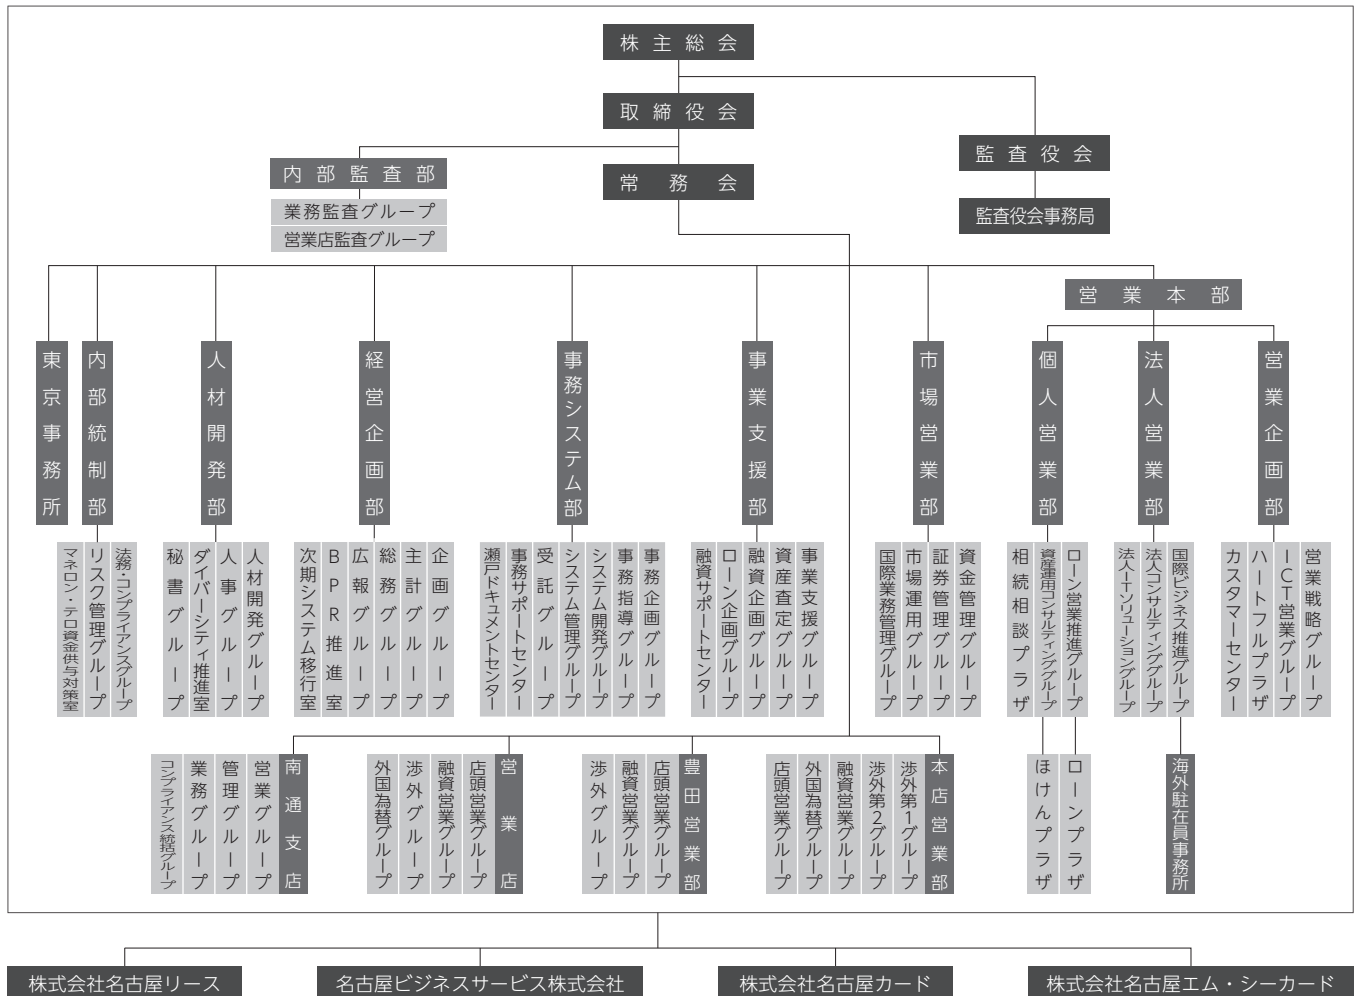 株主総会
取締役会
監査役会
内部監査部
常務会
業務監査グループ
監査役会事務局
営業店監査グループ
営業本部
東京事務所
内部統制部
人材開発部
経営企画部
事務システム部
事業支援部
市場営業部
個人営業部
法人営業部
営業企画部
マネロン・テロ資金供与対策室
リスク管理グループ
法務・コンプライアンスグループ
秘書グループ
ダイバーシティ推進室
人事グループ
人材開発グループ
次期システム移行室
BPR推進室
広報グループ
総務グループ
主計グループ
企画グループ
瀬戸ドキュメントセンター
事務サポートセンター
受託グループ
システム管理グループ
システム開発グループ
事務指導グループ
事務企画グループ
融資サポートセンター
ローン企画グループ
融資企画グループ
資産査定グループ
事業支援グループ
国際業務管理グループ
市場運用グループ
証券管理グループ
資金管理グループ
相続相談プラザ
資産運用コンサルティンググループ
ローン営業推進グループ
法人ITソリューショングループ
法人コンサルティンググループ
国際ビジネス推進グループ
カスタマーセンター
ハートフルプラザ
ICT営業グループ
営業戦略グループ
コンプライアンス統括グループ
業務グループ
管理グループ
営業グループ
南通支店
外国為替グループ
渉外グループ
融資営業グループ
店頭営業グループ
営業店
渉外グループ
融資営業グループ
店頭営業グループ
豊田営業部
店頭営業グループ
外国為替グループ
融資営業グループ
渉外第2グループ
渉外第1グループ
本店営業部
ほけんプラザ
ローンプラザ
海外駐在員事務所
株式会社名古屋リース
名古屋ビジネスサービス株式会社
株式会社名古屋カード
株式会社名古屋エム・シーカード